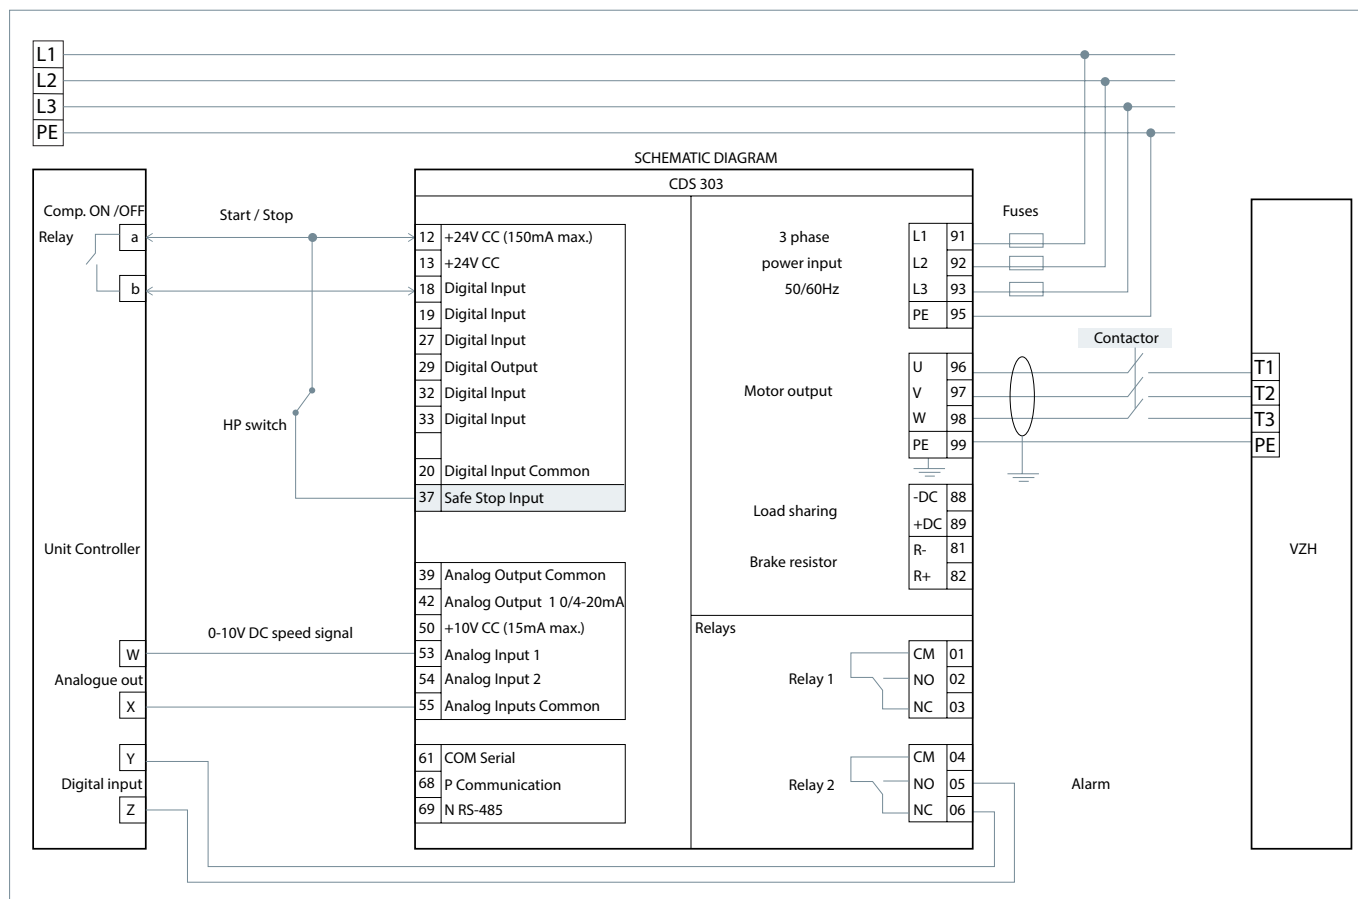 L1
L2
L3
PE
SCHEMATIC DIAGRAM
CDS 303
Comp. ON /OFF
Relay
a
b
Unit Controller
W
Analogue out
X
Y
Digital input
Z
Start / Stop
HP switch
0-10V DC speed signal
12 +24V CC (150mA max.)
13 +24V CC
18 Digital Input
19 Digital Input
27 Digital Input
29 Digital Output
32 Digital Input
33 Digital Input
20 Digital Input Common
37 Safe Stop Input
39 Analog Output Common
42 Analog Output 1 0/4-20mA
50 +10V CC (15mA max.)
53 Analog Input 1
54 Analog Input 2
55 Analog Inputs Common
61 COM Serial
68 P Communication
69 N RS-485
3 phase
power input
50/60Hz
L1 91
L2 92
L3 93
PE 95
Motor output
U 96
V 97
W 98
PE 99
Load sharing
-DC 88
+DC 89
Brake resistor
R- 81
R+ 82
Relays
Relay 1
CM 01
NO 02
NC 03
Relay 2
CM 04
NO 05
NC 06
Fuses
Contactor
Alarm
T1
T2
T3
PE
VZH